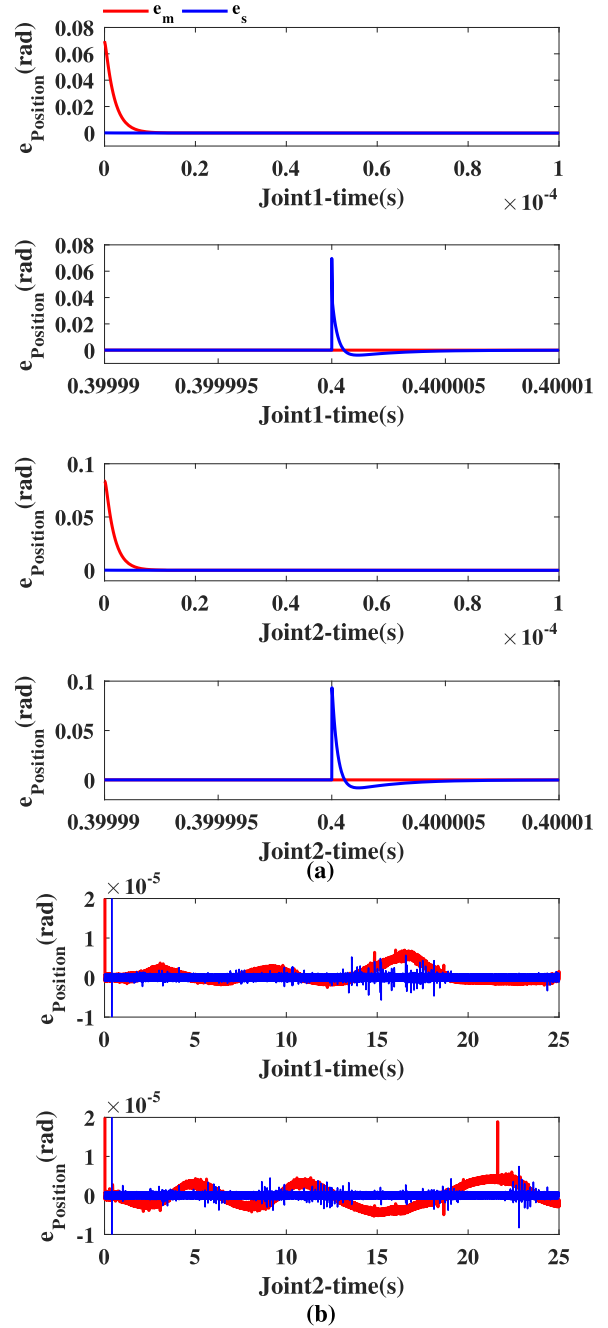 e_m e_s
e_Position(rad)
0.08
0.06
0.04
0.02
0
0 0.2 0.4 0.6 0.8 1
Joint1-time(s)
×10^-4
e_Position(rad)
0.08
0.06
0.04
0.02
0
0.39999 0.399995 0.4 0.400005 0.40001
Joint1-time(s)
e_Position(rad)
0.1
0.05
0
0 0.2 0.4 0.6 0.8 1
Joint2-time(s)
×10^-4
e_Position(rad)
0.1
0.05
0
0.39999 0.399995 0.4 0.400005 0.40001
Joint2-time(s)
(a)
×10^-5
e_Position(rad)
2
1
0
-1
0 5 10 15 20 25
Joint1-time(s)
×10^-5
e_Position(rad)
2
1
0
-1
0 5 10 15 20 25
Joint2-time(s)
(b)